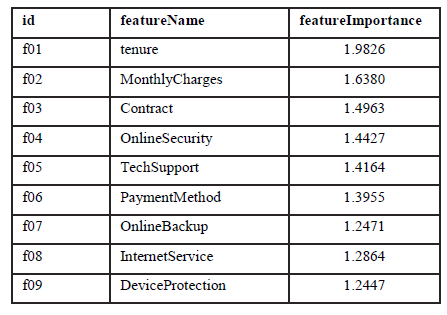 id featureName featureImportance
f01 tenure 1.9826
f02 MonthlyCharges 1.6380
f03 Contract 1.4963
f04 OnlineSecurity 1.4427
f05 TechSupport 1.4164
f06 PaymentMethod 1.3955
f07 OnlineBackup 1.2471
f08 InternetService 1.2864
f09 DeviceProtection 1.2447